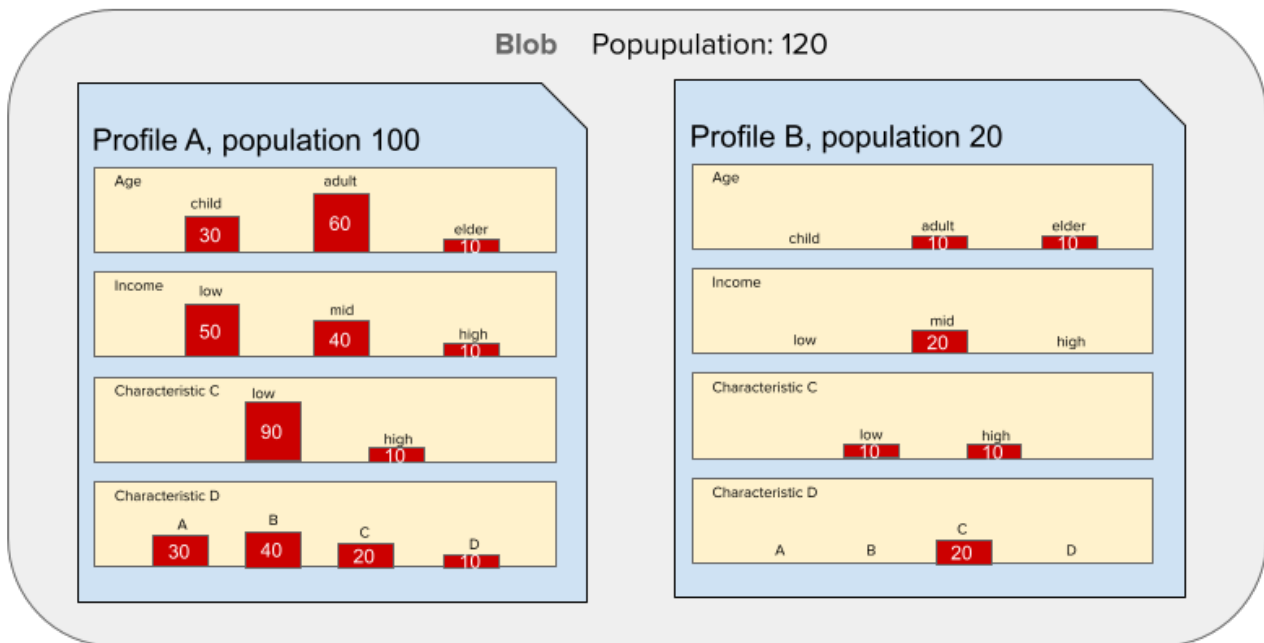 Blob Popupulation: 120
Profile A, population 100
Age
child
30
adult
60
elder
10
Income
low
50
mid
40
high
10
Characteristic C
low
90
high
10
Characteristic D
A
30
B
40
C
20
D
10
Profile B, population 20
Age
child
adult
10
elder
10
Income
low
mid
20
high
Characteristic C
low
10
high
10
Characteristic D
A
B
C
20
D